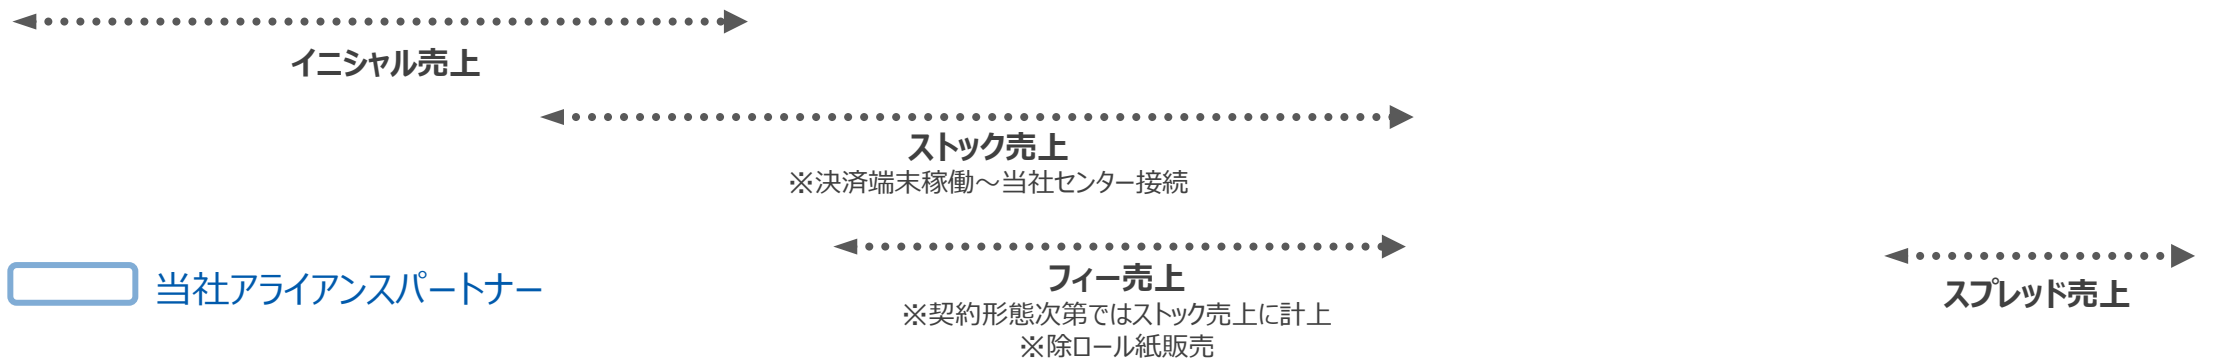 イニシャル売上
ストック売上
※決済端末稼働～当社センター接続
フィー売上
※契約形態次第ではストック売上に計上
※除ロール紙販売
当社アライアンスパートナー
スプレッド売上